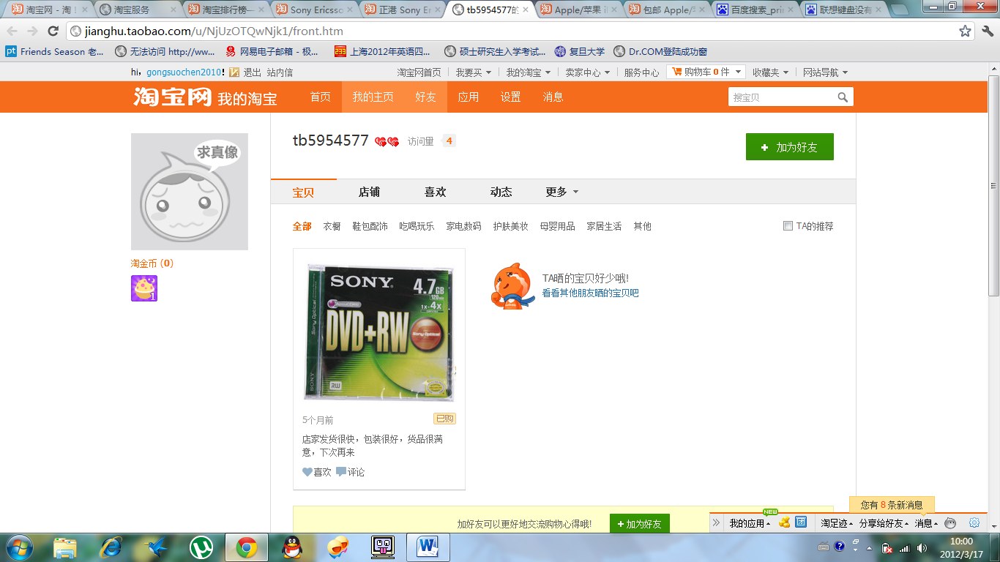 淘宝网 - 淘！
淘宝服务
淘宝排行榜—
Sony Ericsso
正港 Sony Er
tb5954577的
Apple/苹果 i
包邮 Apple/
百度搜索_prin
联想键盘没有
jianghu.taobao.com/u/NjUzOTQwNjk1/front.htm
Friends Season 老...
无法访问 http://ww...
网易电子邮箱 - 极...
上海2012年英语四...
硕士研究生入学考试...
复旦大学
Dr.COM登陆成功窗
hi，gongsuochen2010！ 退出 站内信
淘宝网首页 我要买 我的淘宝 卖家中心 服务中心 购物车 0 件 收藏夹 网站导航
淘宝网 我的淘宝 首页 我的主页 好友 应用 设置 消息 搜宝贝
求真像
tb5954577 访问量 4
+ 加为好友
宝贝 店铺 喜欢 动态 更多
全部 衣橱 鞋包配饰 吃喝玩乐 家电数码 护肤美妆 母婴用品 家居生活 其他 TA的推荐
淘金币 (0)
1
SONY
4.7GB
120 min
1x-4x
DVD+RW
Sony Optical
SONY
RW
TA晒的宝贝好少哦!
看看其他朋友晒的宝贝吧
5个月前 已购
店家发货很快，包装很好，货品很满
意，下次再来
喜欢 评论
加好友可以更好地交流购物心得哦! + 加为好友
您有 8 条新消息
NEW
我的应用 团 淘足迹 分享给好友 消息
10:00
2012/3/17